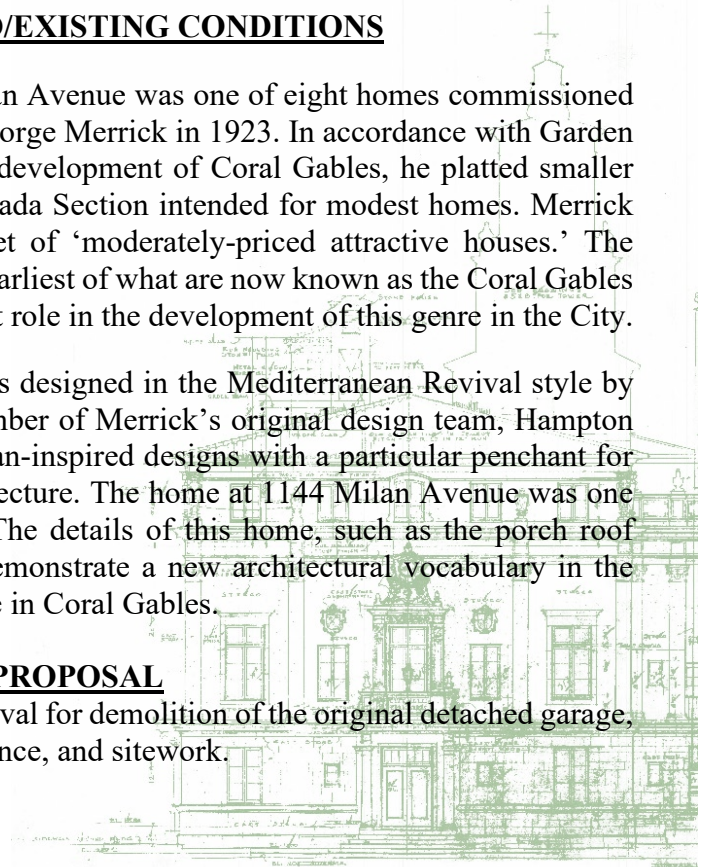 /EXISTING CONDITIONS
an Avenue was one of eight homes commissioned
orge Merrick in 1923. In accordance with Garden
development of Coral Gables, he platted smaller
ada Section intended for modest homes. Merrick
et of ‘moderately-priced attractive houses.’ The
earliest of what are now known as the Coral Gables
t role in the development of this genre in the City.
s designed in the Mediterranean Revival style by
mber of Merrick’s original design team, Hampton
an-inspired designs with a particular penchant for
ecture. The home at 1144 Milan Avenue was one
The details of this home, such as the porch roof
emonstrate a new architectural vocabulary in the
e in Coral Gables.
PROPOSAL
val for demolition of the original detached garage,
nce, and sitework.